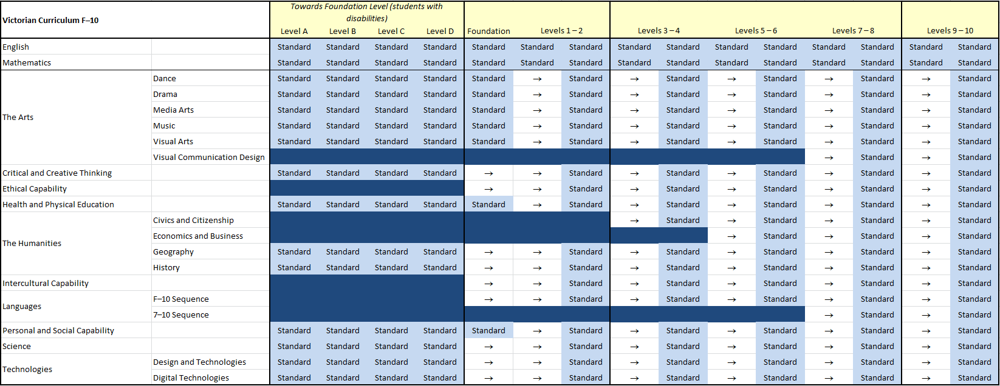 Victorian Curriculum F–10
Towards Foundation Level (students with
disabilities)
Level A Level B Level C Level D Foundation Levels 1 – 2 Levels 3 – 4 Levels 5 – 6 Levels 7 – 8 Levels 9 – 10
English Standard Standard Standard Standard Standard Standard Standard Standard Standard Standard Standard Standard Standard Standard Standard
Mathematics Standard Standard Standard Standard Standard Standard Standard Standard Standard Standard Standard Standard Standard Standard Standard
The Arts
Dance Standard Standard Standard Standard Standard → Standard → Standard → Standard → Standard → Standard
Drama Standard Standard Standard Standard Standard → Standard → Standard → Standard → Standard → Standard
Media Arts Standard Standard Standard Standard Standard → Standard → Standard → Standard → Standard → Standard
Music Standard Standard Standard Standard Standard → Standard → Standard → Standard → Standard → Standard
Visual Arts Standard Standard Standard Standard Standard → Standard → Standard → Standard → Standard → Standard
Visual Communication Design → Standard → Standard
Critical and Creative Thinking Standard Standard Standard Standard → → Standard → Standard → Standard → Standard → Standard
Ethical Capability → → Standard → Standard → Standard → Standard → Standard
Health and Physical Education Standard Standard Standard Standard Standard → Standard → Standard → Standard → Standard → Standard
The Humanities
Civics and Citizenship → Standard → Standard → Standard → Standard
Economics and Business → Standard → Standard → Standard
Geography Standard Standard Standard Standard → → Standard → Standard → Standard → Standard → Standard
History Standard Standard Standard Standard → → Standard → Standard → Standard → Standard → Standard
Intercultural Capability → → Standard → Standard → Standard → Standard → Standard
Languages
F–10 Sequence → → Standard → Standard → Standard → Standard → Standard
7–10 Sequence → Standard → Standard
Personal and Social Capability Standard Standard Standard Standard Standard → Standard → Standard → Standard → Standard → Standard
Science Standard Standard Standard Standard → → Standard → Standard → Standard → Standard → Standard
Technologies
Design and Technologies Standard Standard Standard Standard → → Standard → Standard → Standard → Standard → Standard
Digital Technologies Standard Standard Standard Standard → → Standard → Standard → Standard → Standard → Standard